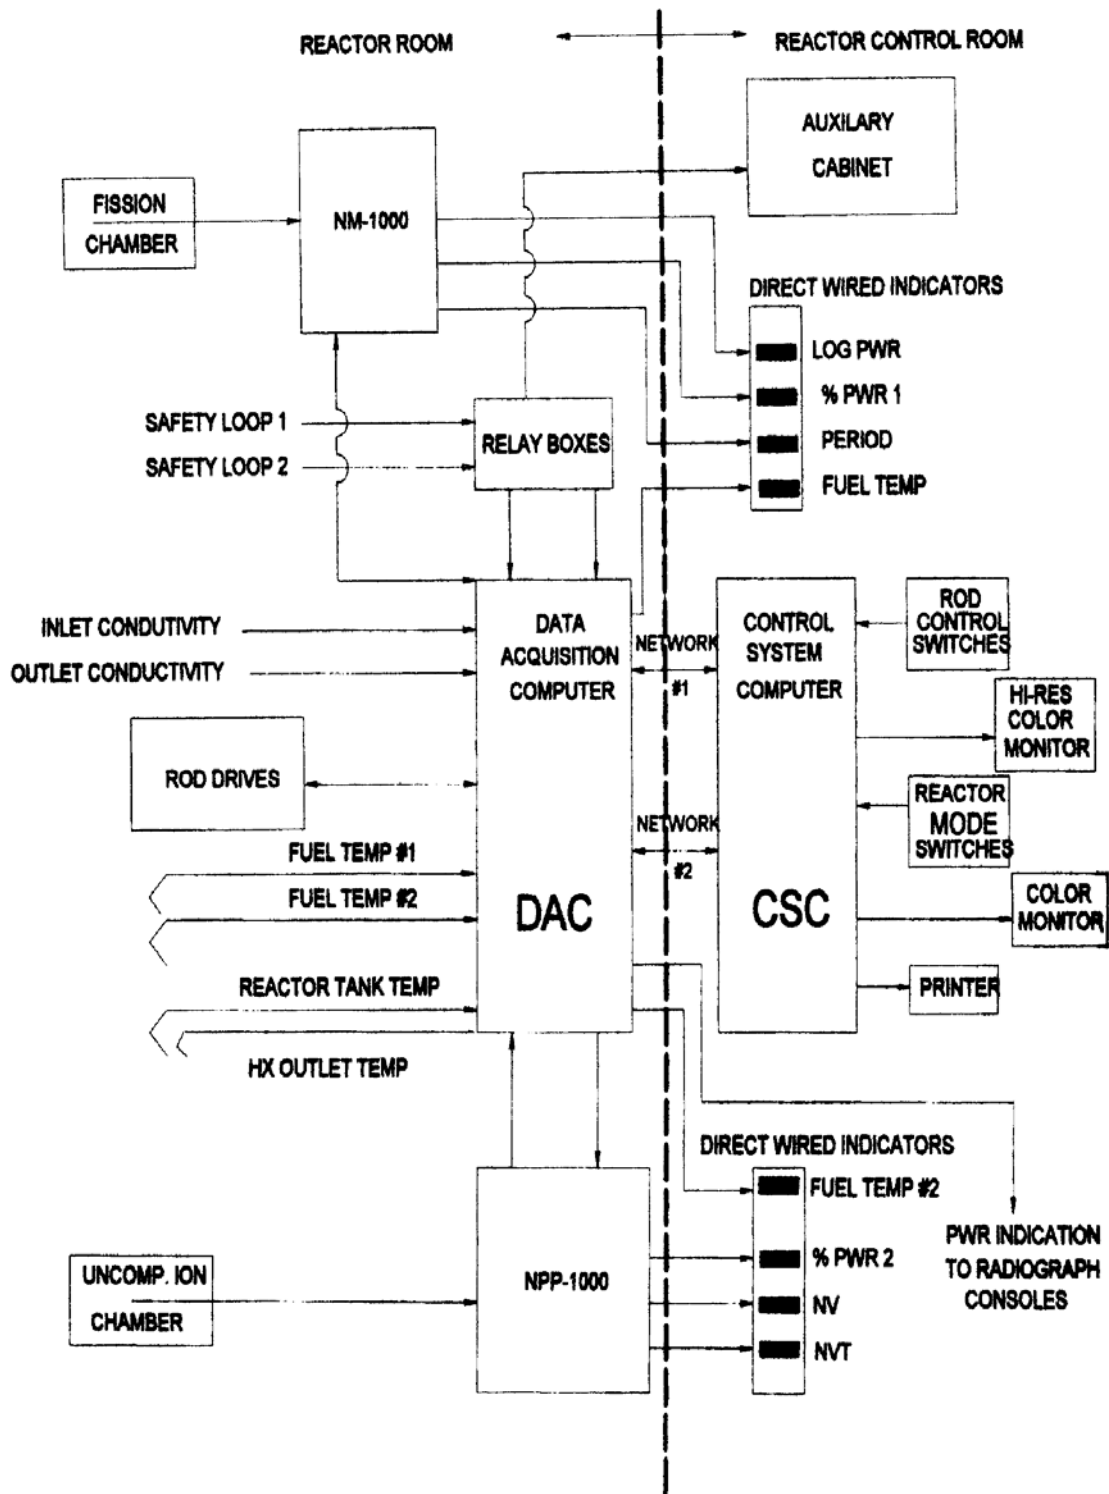 REACTOR ROOM
REACTOR CONTROL ROOM
AUXILARY
CABINET
FISSION
CHAMBER
NM-1000
DIRECT WIRED INDICATORS
LOG PWR
% PWR 1
PERIOD
FUEL TEMP
SAFETY LOOP 1
SAFETY LOOP 2
RELAY BOXES
INLET CONDUTIVITY
OUTLET CONDUCTIVITY
DATA
ACQUISITION
COMPUTER
NETWORK
#1
CONTROL
SYSTEM
COMPUTER
ROD
CONTROL
SWITCHES
HI-RES
COLOR
MONITOR
ROD DRIVES
NETWORK
#2
REACTOR
MODE
SWITCHES
FUEL TEMP #1
FUEL TEMP #2
DAC
CSC
COLOR
MONITOR
REACTOR TANK TEMP
PRINTER
HX OUTLET TEMP
DIRECT WIRED INDICATORS
FUEL TEMP #2
% PWR 2
NV
NVT
PWR INDICATION
TO RADIOGRAPH
CONSOLES
UNCOMP. ION
CHAMBER
NPP-1000